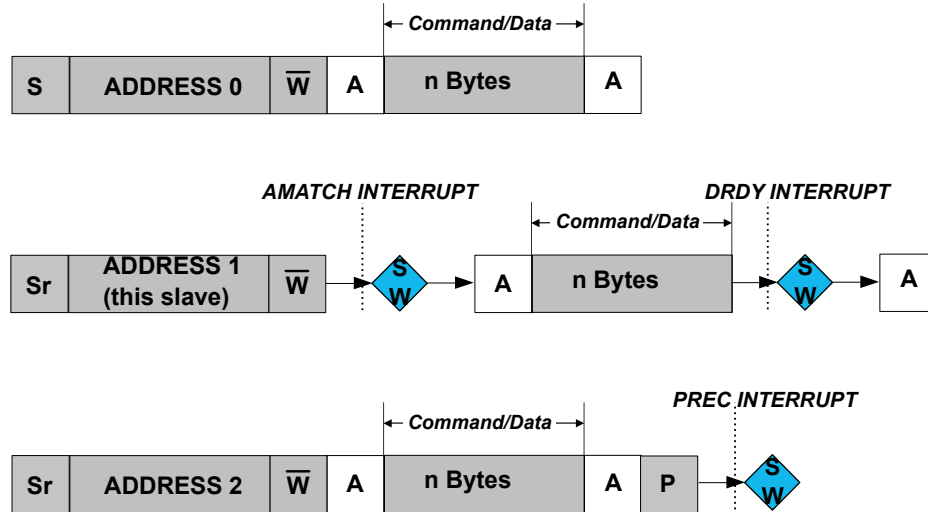 Command/Data
S ADDRESS 0 W̅ A n Bytes A
AMATCH INTERRUPT DRDY INTERRUPT
Command/Data
Sr ADDRESS 1 (this slave) W̅ S W A n Bytes S W A
PREC INTERRUPT
Command/Data
Sr ADDRESS 2 W̅ A n Bytes A P S W